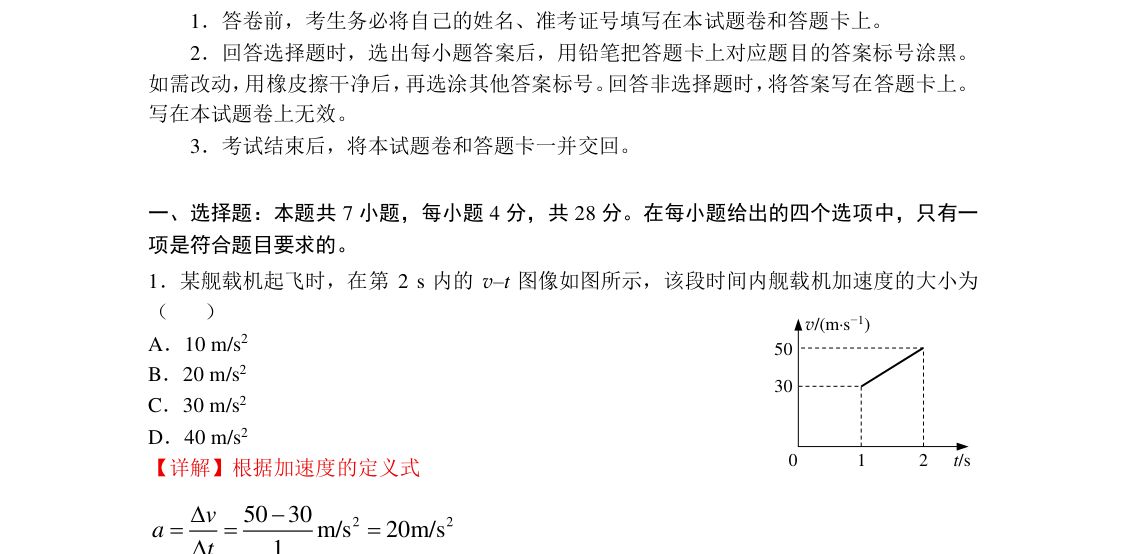 1．答卷前，考生务必将自己的姓名、准考证号填写在本试题卷和答题卡上。
2．回答选择题时，选出每小题答案后，用铅笔把答题卡上对应题目的答案标号涂黑。
如需改动，用橡皮擦干净后，再选涂其他答案标号。回答非选择题时，将答案写在答题卡上。
写在本试题卷上无效。
3．考试结束后，将本试题卷和答题卡一并交回。
一、选择题：本题共 7 小题，每小题 4 分，共 28 分。在每小题给出的四个选项中，只有一
项是符合题目要求的。
1．某舰载机起飞时，在第 2 s 内的 v–t 图像如图所示，该段时间内舰载机加速度的大小为
（　　）
A．10 m/s²
B．20 m/s²
C．30 m/s²
D．40 m/s²
v/(m·s⁻¹)
50
30
0 1 2 t/s
【详解】根据加速度的定义式
a = Δv/Δt = (50－30)/1 m/s² = 20m/s²